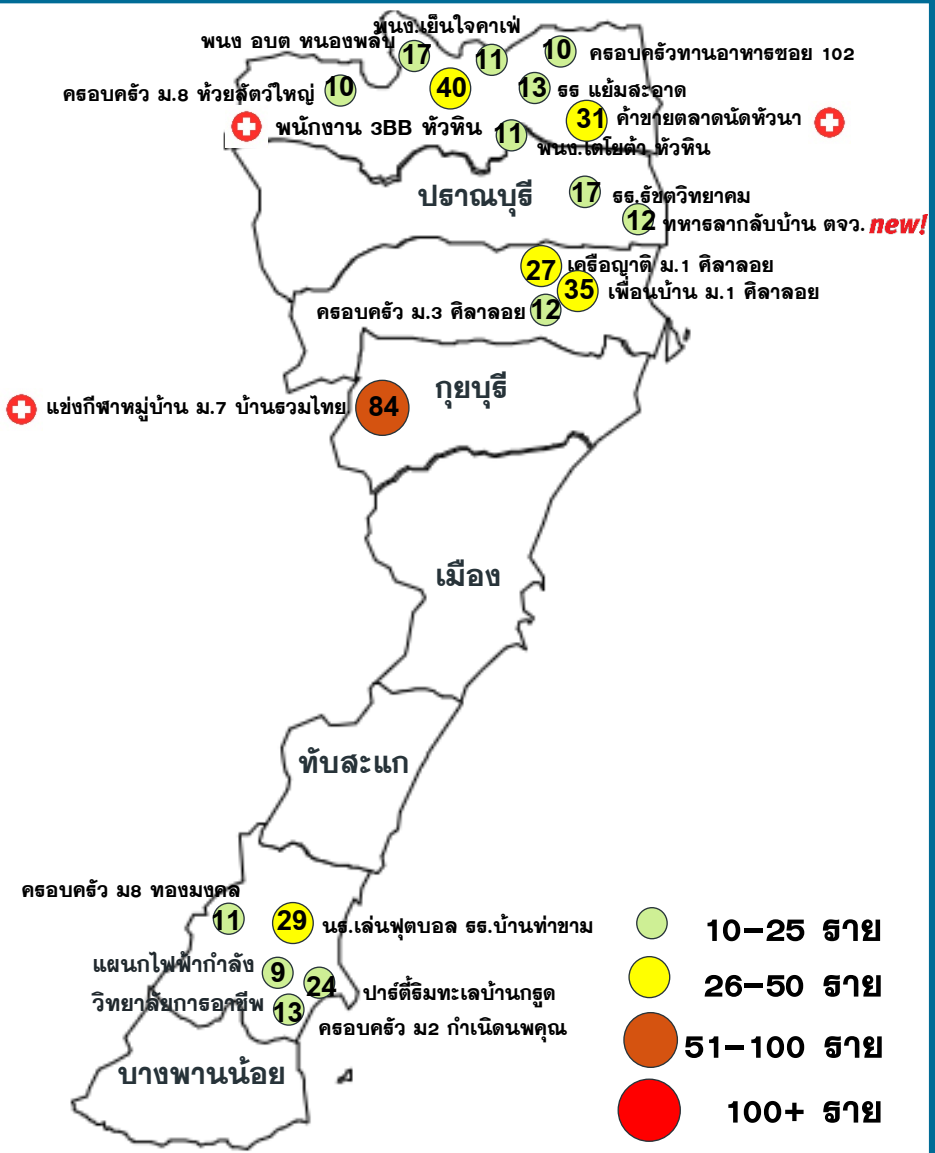 พนง.เย็นใจคาเฟ่
พนง อบต หนองพลับ
17
11
10
ครอบครัวทานอาหารซอย 102
ครอบครัว ม.8 ห้วยสัตว์ใหญ่
10
40
13
รร แย้มสะอาด
พนักงาน 3BB หัวหิน
31
ค้าขายตลาดนัดหัวนา
11
พนง.โตโยต้า หัวหิน
ปราณบุรี
17
รร.รัชตวิทยาคม
12
ทหารลากลับบ้าน ตจว. new!
27
เครือญาติ ม.1 ศิลาลอย
35
เพื่อนบ้าน ม.1 ศิลาลอย
ครอบครัว ม.3 ศิลาลอย
12
กุยบุรี
แข่งกีฬาหมู่บ้าน ม.7 บ้านรวมไทย
84
เมือง
ทับสะแก
ครอบครัว ม8 ทองมงคล
11
29
นร.เล่นฟุตบอล รร.บ้านท่าขาม
แผนกไฟฟ้ากำลัง
9
24
ปาร์ตี้ริมทะเลบ้านกรูด
วิทยาลัยการอาชีพ
13
ครอบครัว ม2 กำเนิดนพคุณ
บางพานน้อย
10-25 ราย
26-50 ราย
51-100 ราย
100+ ราย